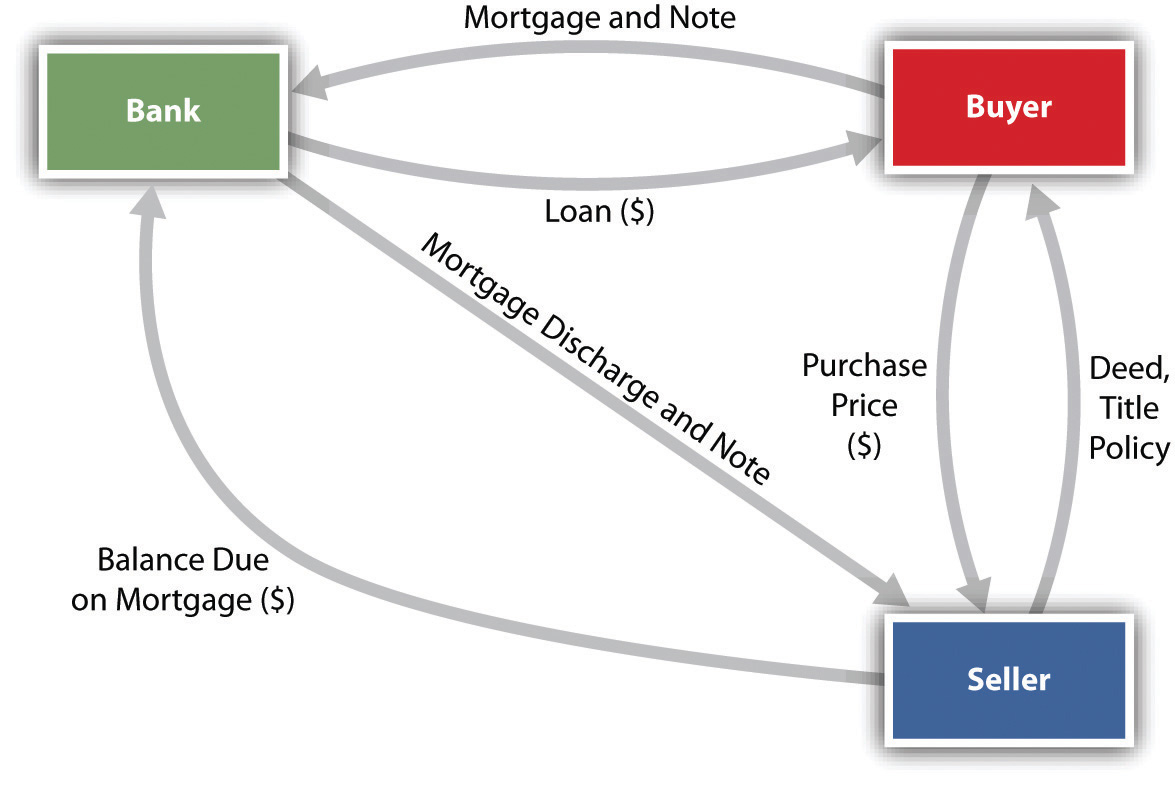 Mortgage and Note
Bank
Buyer
Loan ($)
Mortgage Discharge and Note
Purchase
Price
($)
Deed,
Title
Policy
Balance Due
on Mortgage ($)
Seller